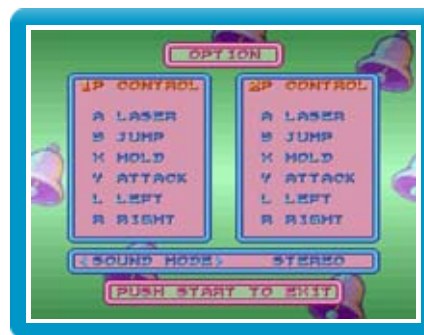 OPTION
1P CONTROL
A LASER
B JUMP
X HOLD
Y ATTACK
L LEFT
R RIGHT
2P CONTROL
A LASER
B JUMP
X HOLD
Y ATTACK
L LEFT
R RIGHT
<SOUND MODE> STEREO
PUSH START TO EXIT